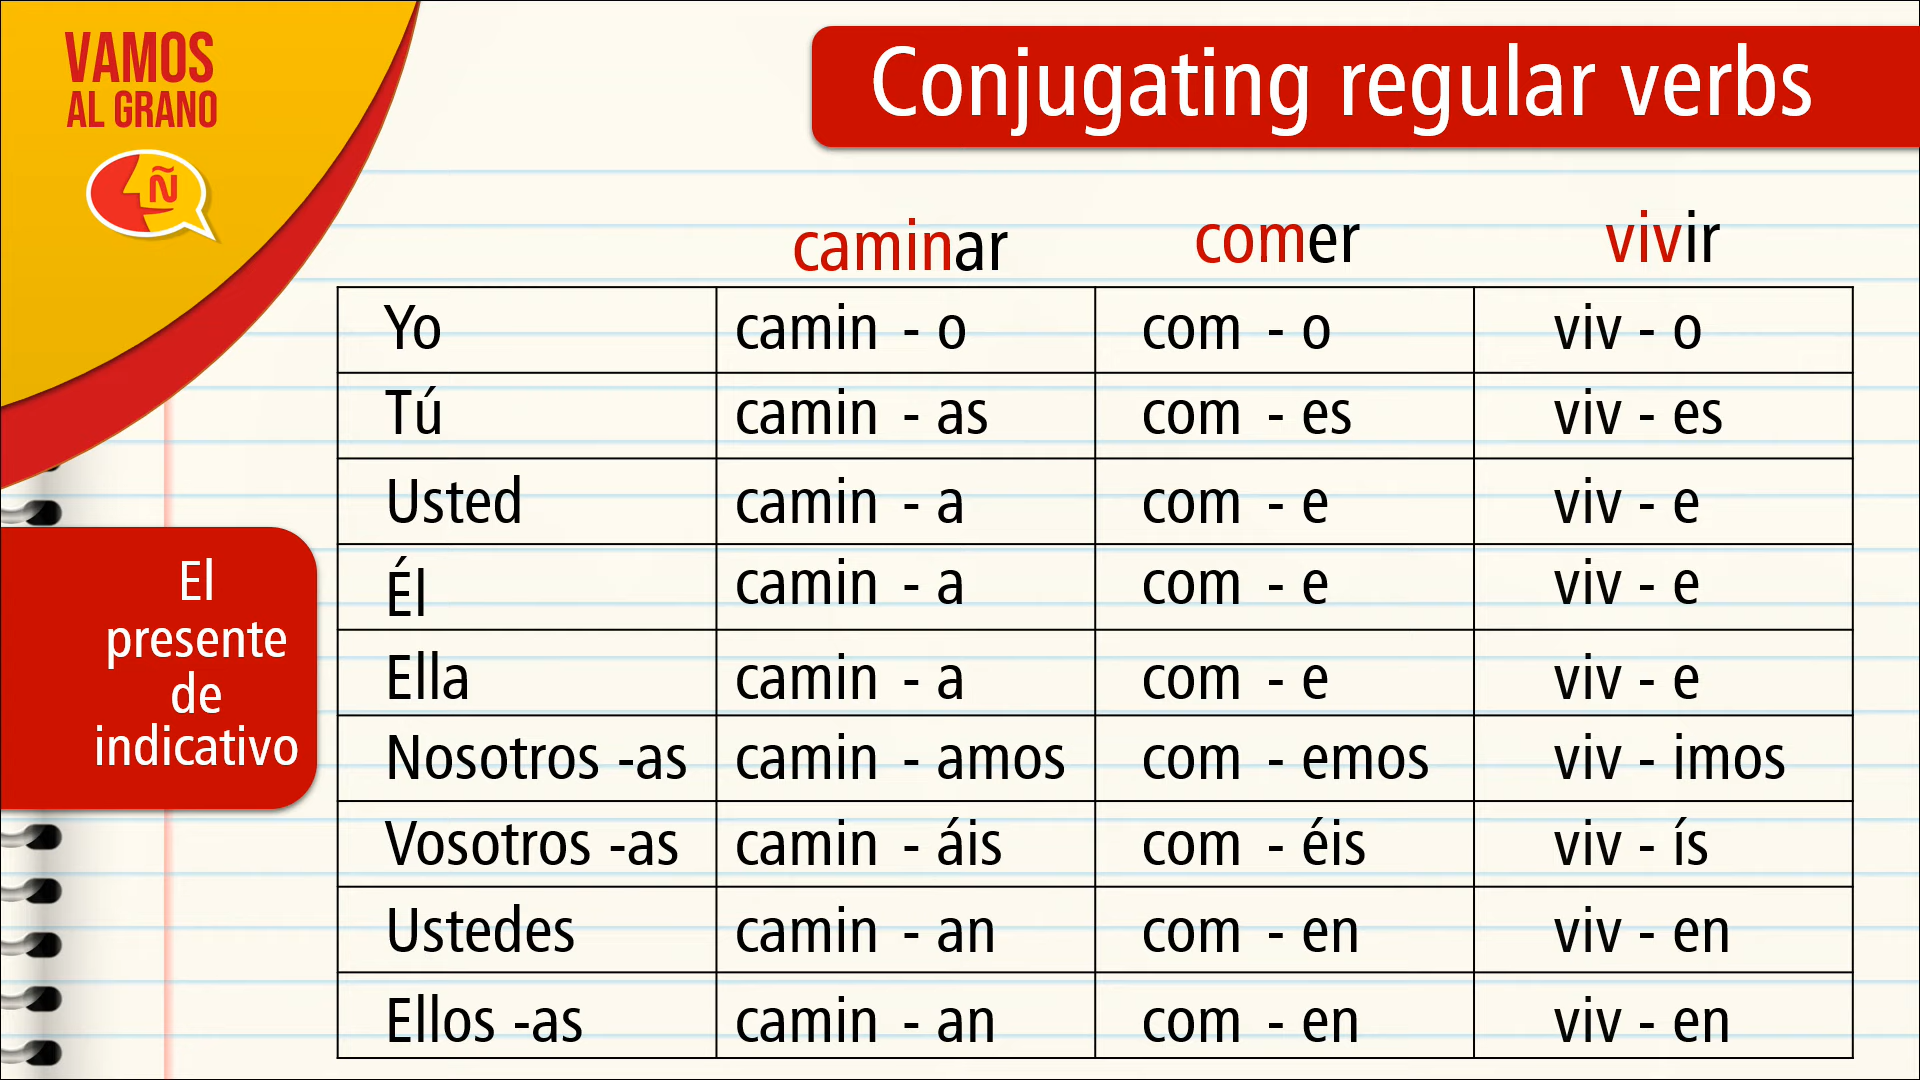 VAMOS
AL GRANO
Ñ
Conjugating regular verbs
caminar comer vivir
Yo camin - o com - o viv - o
Tú camin - as com - es viv - es
Usted camin - a com - e viv - e
Él camin - a com - e viv - e
Ella camin - a com - e viv - e
Nosotros -as camin - amos com - emos viv - imos
Vosotros -as camin - áis com - éis viv - ís
Ustedes camin - an com - en viv - en
Ellos -as camin - an com - en viv - en
El
presente
de
indicativo